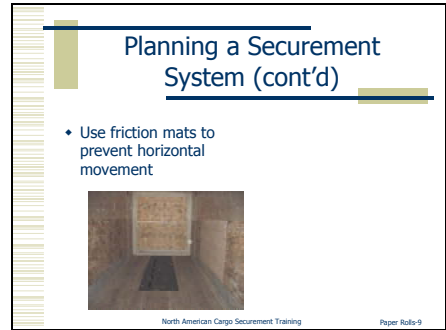 Planning a Securement
System (cont’d)
Use friction mats to
prevent horizontal
movement
North American Cargo Securement Training
Paper Rolls-9